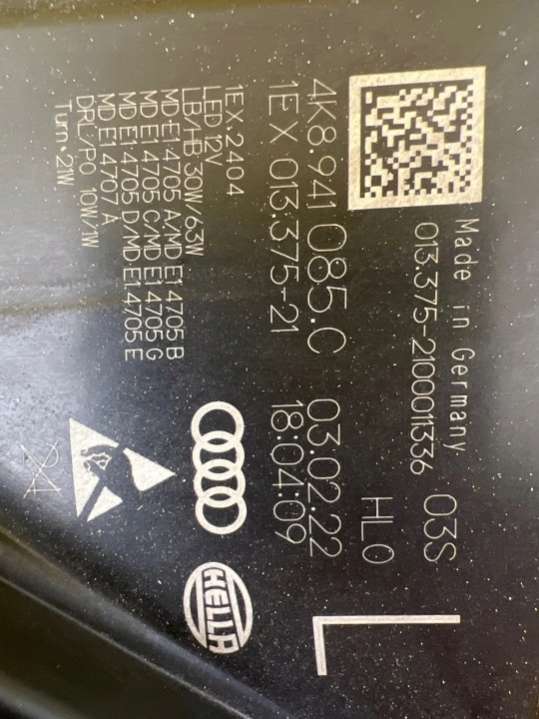 Made in Germany
013.375-2100011336 03S
HL0
L
4K8.941 085.C 03.02.22
1EX 013.375-21 18:04:09
1EX.2404
LED 12V
LB/HB 30W/63W
MD E1 4705 A/MD E1 4705 B
MD E1 4705 C/MD E1 4705 G
MD E1 4705 D/MD E1 4705 E
MD E1 4707 A
DRL/PO 10W/1W
Turn 21W
HELLA